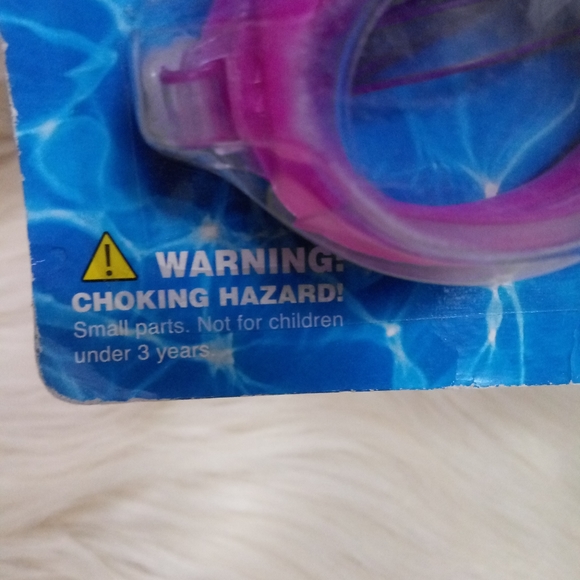 WARNING!
CHOKING HAZARD!
Small parts. Not for children
under 3 years.